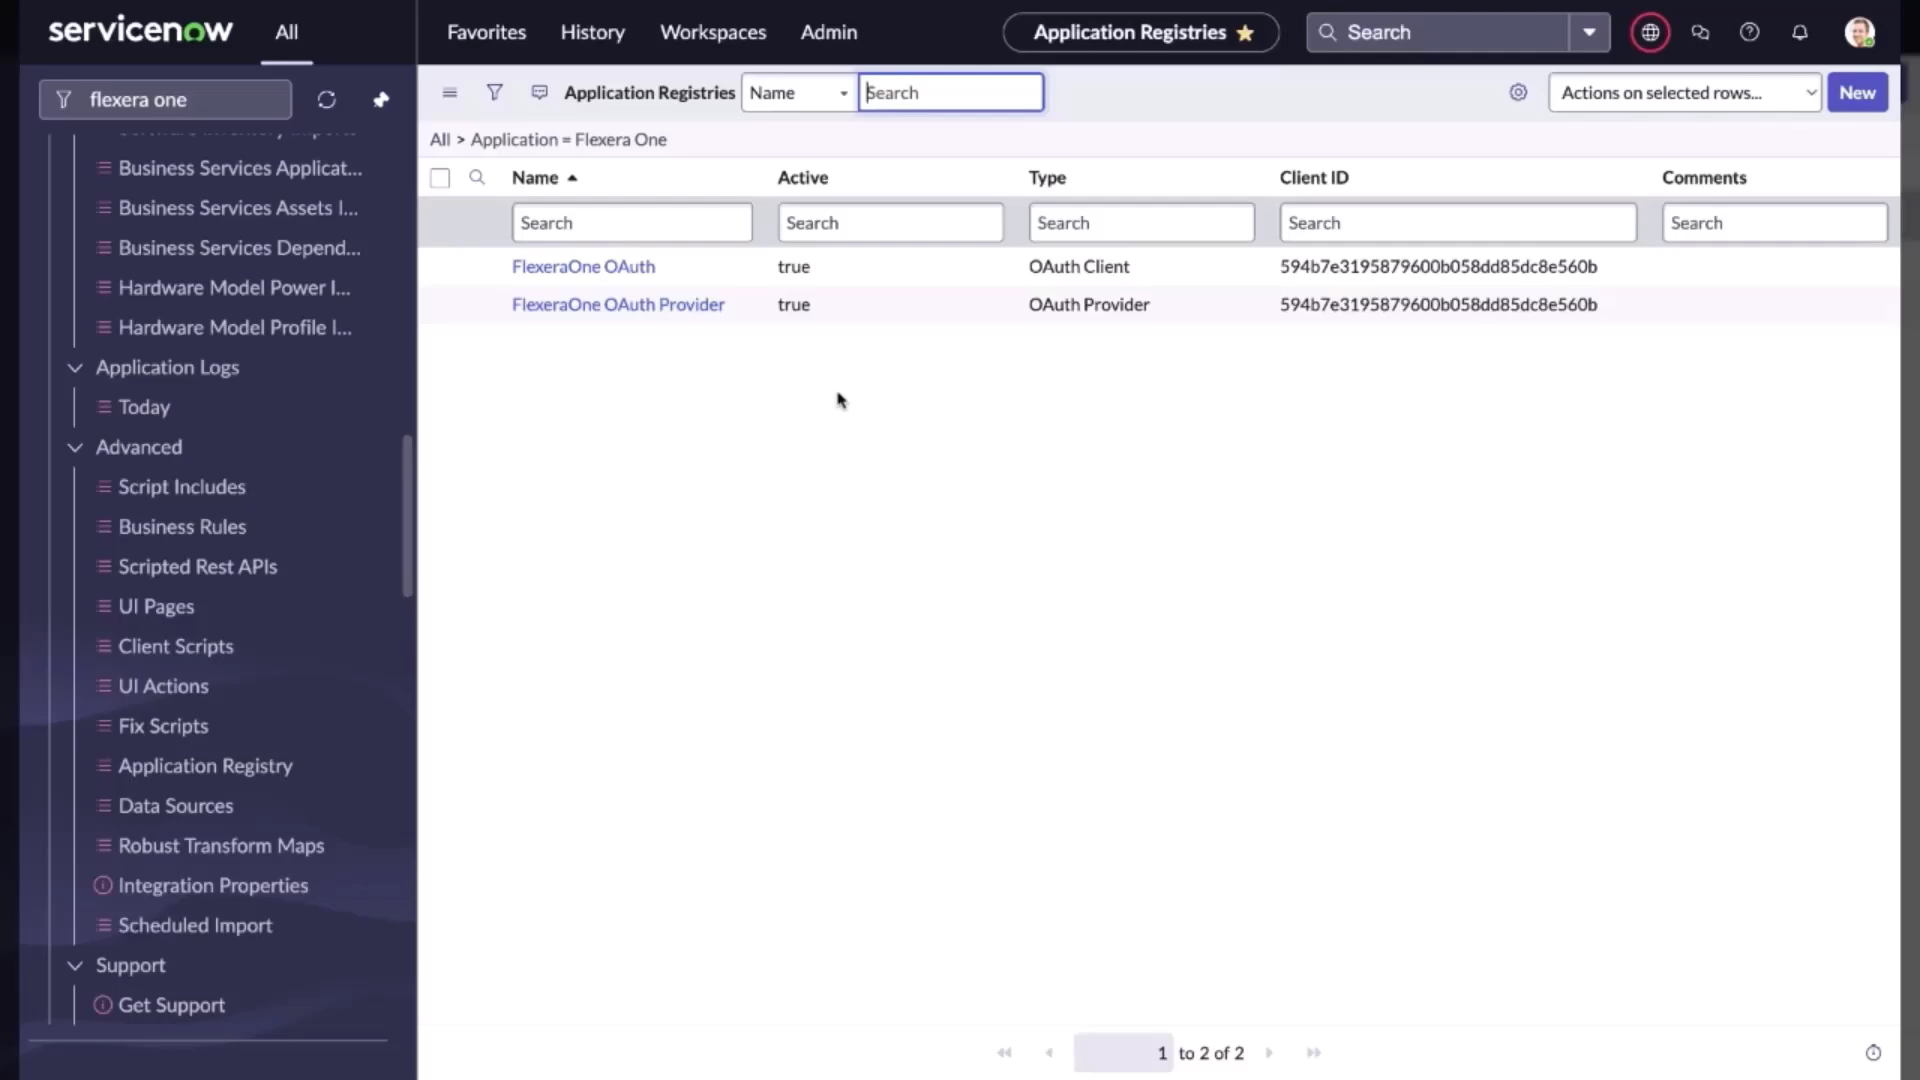 servicenow
All
Favorites
History
Workspaces
Admin
Application Registries
Search
flexera one
Application Registries
Name
Search
Actions on selected rows...
New
All > Application = Flexera One
Name
Active
Type
Client ID
Comments
Search
Search
Search
Search
Search
FlexeraOne OAuth
true
OAuth Client
594b7e3195879600b058dd85dc8e560b
FlexeraOne OAuth Provider
true
OAuth Provider
594b7e3195879600b058dd85dc8e560b
Software Inventory Imports
Business Services Applicat...
Business Services Assets I...
Business Services Depend...
Hardware Model Power I...
Hardware Model Profile I...
Application Logs
Today
Advanced
Script Includes
Business Rules
Scripted Rest APIs
UI Pages
Client Scripts
UI Actions
Fix Scripts
Application Registry
Data Sources
Robust Transform Maps
Integration Properties
Scheduled Import
Support
Get Support
1 to 2 of 2